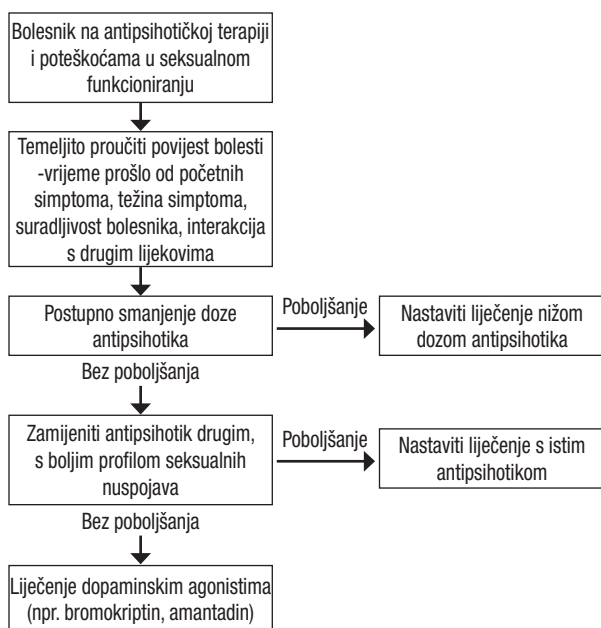 Bolesnik na antipsihotičkoj terapiji
i poteškoćama u seksualnom
funkcioniranju
Temeljito proučiti povijest bolesti
-vrijeme prošlo od početnih
simptoma, težina simptoma,
suradljivost bolesnika, interakcija
s drugim lijekovima
Postupno smanjenje doze
antipsihotika
Poboljšanje
Nastaviti liječenje nižom
dozom antipsihotika
Bez poboljšanja
Zamijeniti antipsihotik drugim,
s boljim profilom seksualnih
nuspojava
Poboljšanje
Nastaviti liječenje s istim
antipsihotikom
Bez poboljšanja
Liječenje dopaminskim agonistima
(npr. bromokriptin, amantadin)